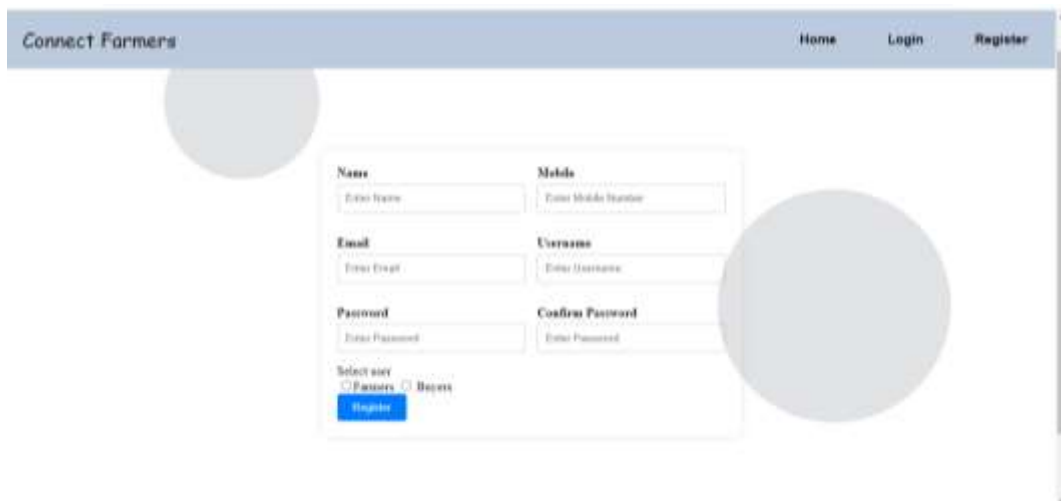 Connect Farmers Home Login Register
Name Mobile
Enter Name Enter Mobile Number
Email Username
Enter Email Enter Username
Password Confirm Password
Enter Password Enter Password
Select user
Farmers Buyers
Register